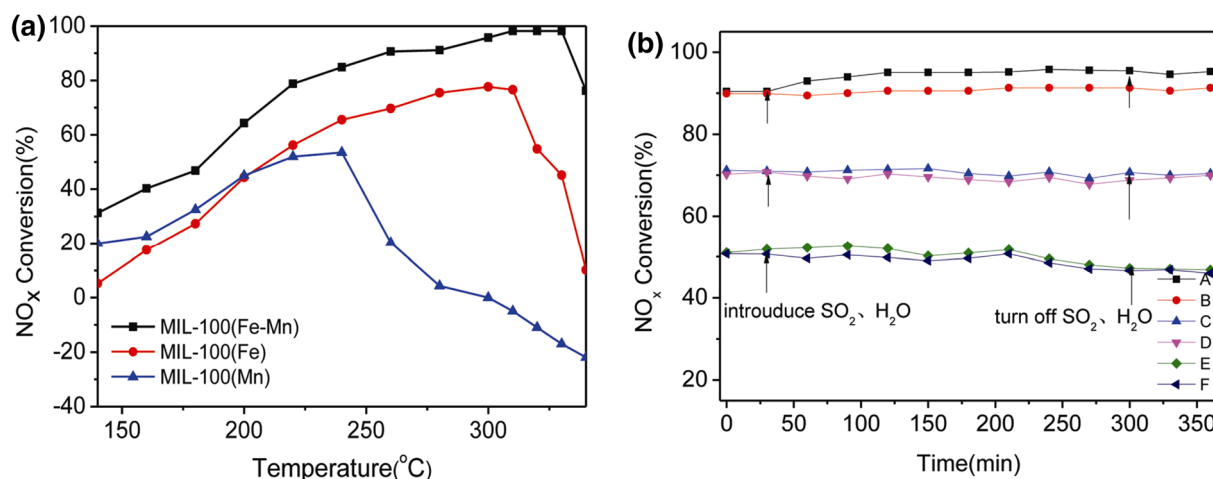 (a)
100
80
60
40
20
0
-20
-40
NOx Conversion(%)
MIL-100(Fe-Mn)
MIL-100(Fe)
MIL-100(Mn)
150 200 250 300
Temperature(°C)
(b)
100
80
60
40
20
NOx Conversion(%)
introuduce SO2、H2O
turn off SO2、H2O
A
B
C
D
E
F
0 50 100 150 200 250 300 350
Time(min)